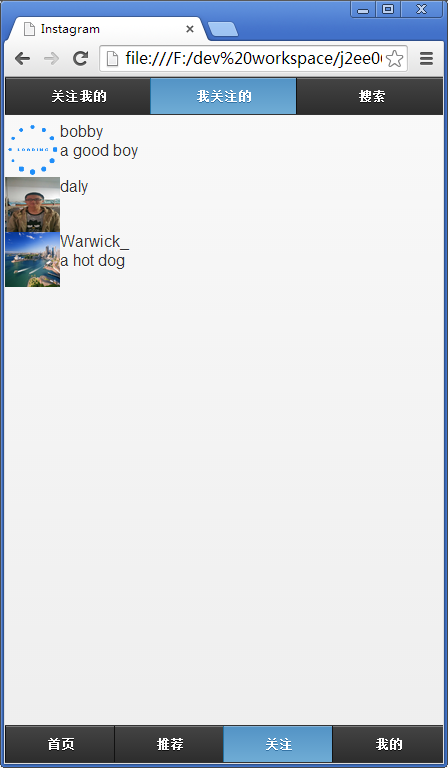 Instagram
file:///F:/dev%20workspace/j2ee0
关注我的
我关注的
搜索
LOADING
bobby
a good boy
daly
Warwick_
a hot dog
首页
推荐
关注
我的